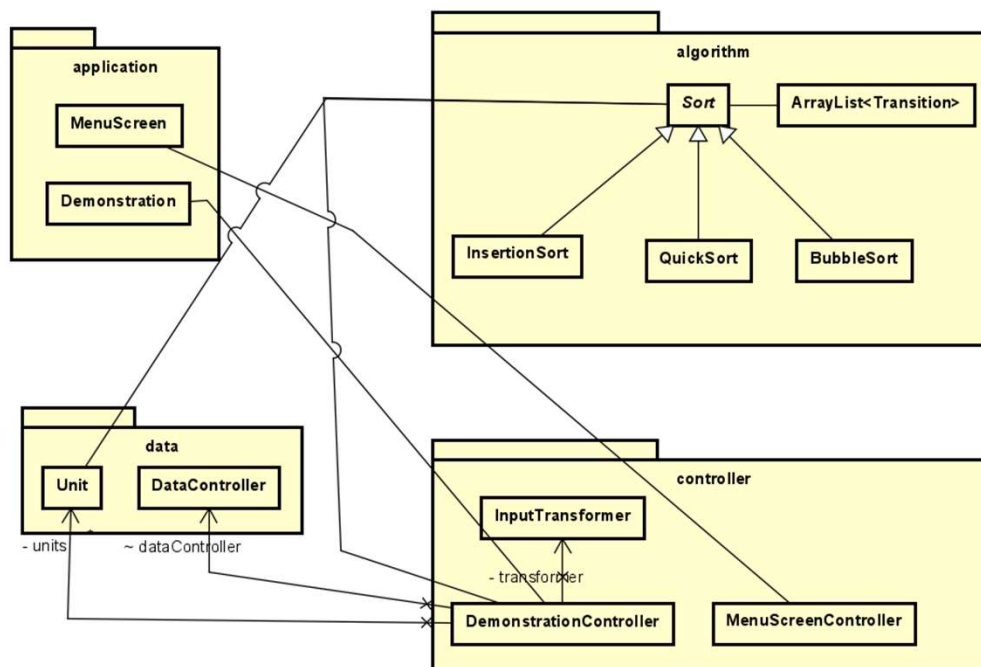 application
MenuScreen
Demonstration
algorithm
Sort
ArrayList<Transition>
InsertionSort
QuickSort
BubbleSort
data
Unit
DataController
- units
~ dataController
controller
InputTransformer
- transformer
DemonstrationController
MenuScreenController